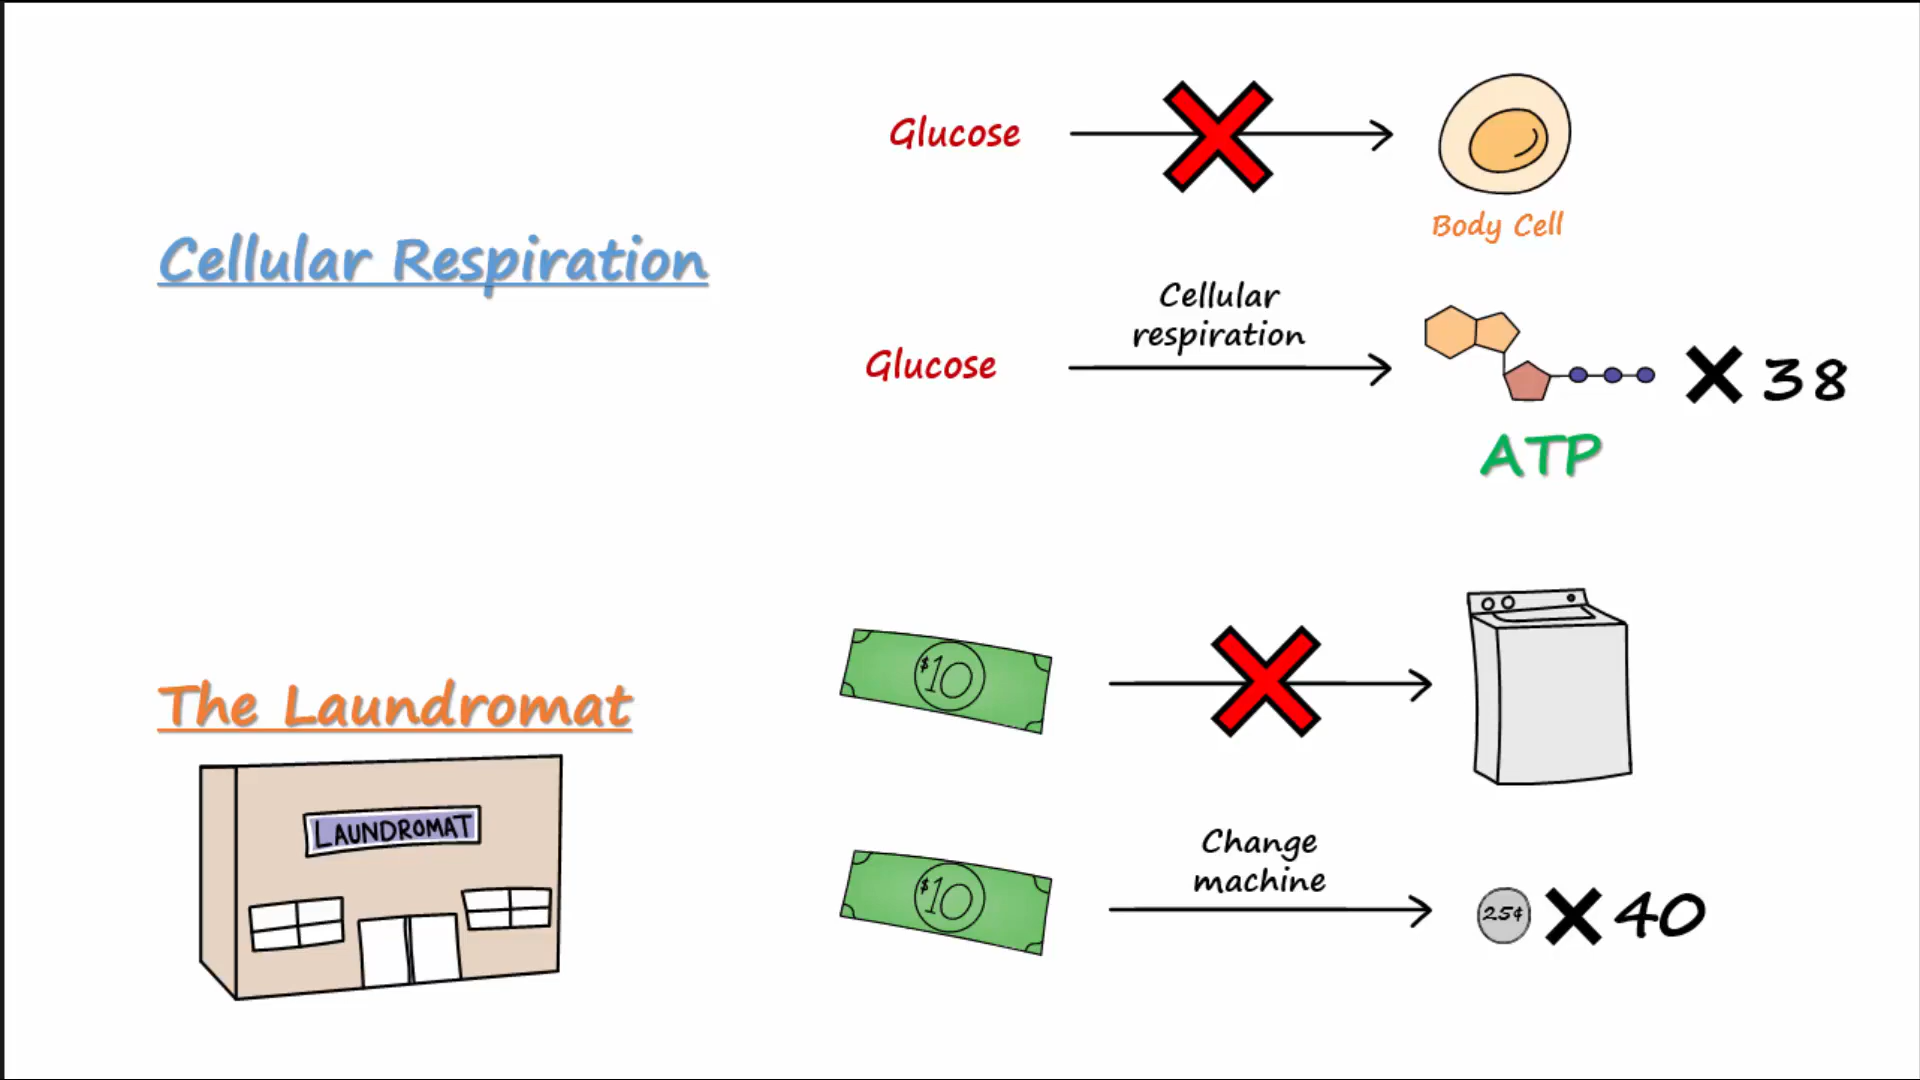 Glucose
Body Cell
Cellular Respiration
Cellular
respiration
Glucose
38
ATP
The Laundromat
$10
LAUNDROMAT
Change
machine
$10
25¢
40